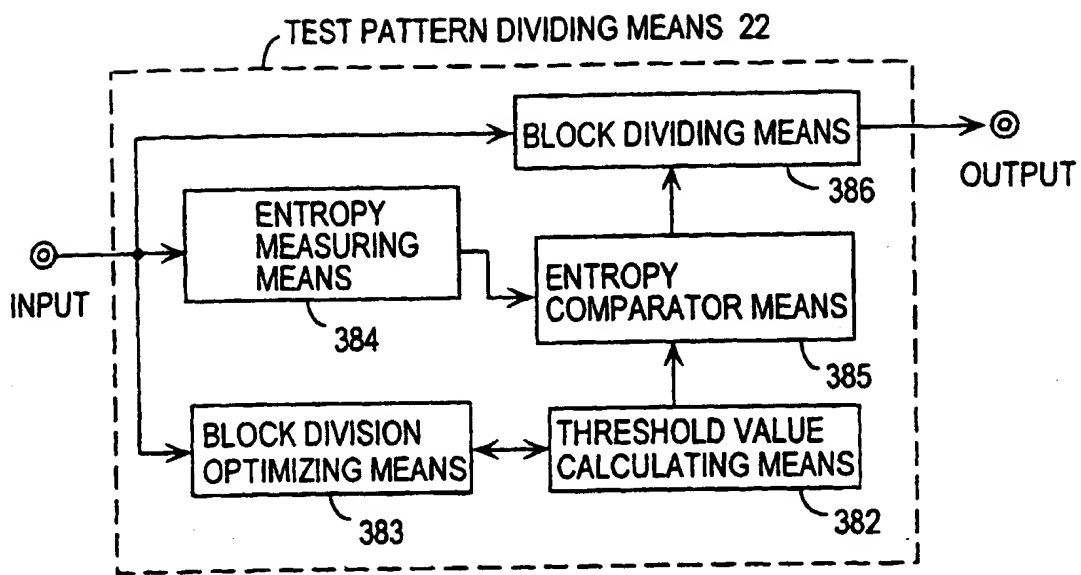 TEST PATTERN DIVIDING MEANS 22
BLOCK DIVIDING MEANS
386
OUTPUT
ENTROPY
MEASURING
MEANS
384
INPUT
ENTROPY
COMPARATOR MEANS
385
BLOCK DIVISION
OPTIMIZING MEANS
383
THRESHOLD VALUE
CALCULATING MEANS
382